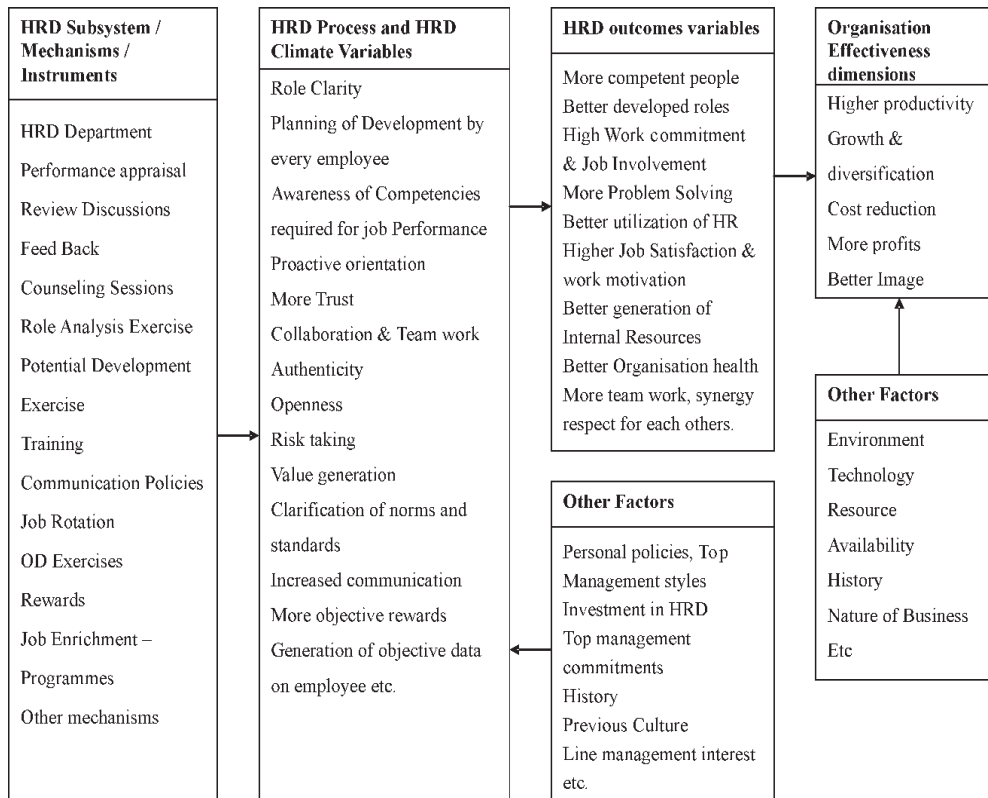 HRD Subsystem /
Mechanisms /
Instruments
HRD Department
Performance appraisal
Review Discussions
Feed Back
Counseling Sessions
Role Analysis Exercise
Potential Development
Exercise
Training
Communication Policies
Job Rotation
OD Exercises
Rewards
Job Enrichment –
Programmes
Other mechanisms
HRD Process and HRD
Climate Variables
Role Clarity
Planning of Development by
every employee
Awareness of Competencies
required for job Performance
Proactive orientation
More Trust
Collaboration & Team work
Authenticity
Openness
Risk taking
Value generation
Clarification of norms and
standards
Increased communication
More objective rewards
Generation of objective data
on employee etc.
HRD outcomes variables
More competent people
Better developed roles
High Work commitment
& Job Involvement
More Problem Solving
Better utilization of HR
Higher Job Satisfaction &
work motivation
Better generation of
Internal Resources
Better Organisation health
More team work, synergy
respect for each others.
Other Factors
Personal policies, Top
Management styles
Investment in HRD
Top management
commitments
History
Previous Culture
Line management interest
etc.
Organisation
Effectiveness
dimensions
Higher productivity
Growth &
diversification
Cost reduction
More profits
Better Image
Other Factors
Environment
Technology
Resource
Availability
History
Nature of Business
Etc